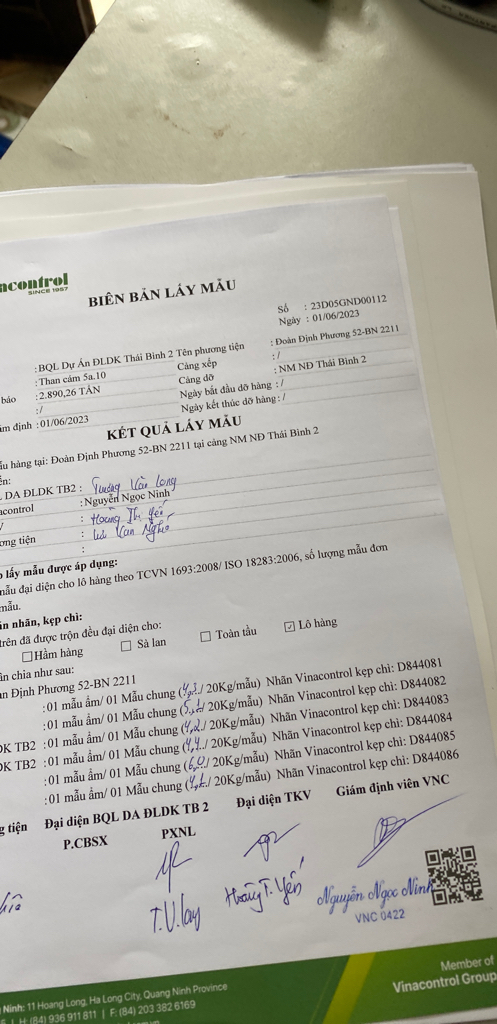 acontrol
SINCE 1957
BIÊN BẢN LẤY MẪU
Số : 23D05GND00112
Ngày : 01/06/2023
:BQL Dự Án ĐLDK Thái Bình 2 Tên phương tiện : Đoàn Định Phương 52-BN 2211
:Than cám 5a.10 Cảng xếp :/
báo :2.890,26 TẤN Cảng dỡ : NM NĐ Thái Bình 2
:/ Ngày bắt đầu dỡ hàng : /
ám định :01/06/2023 Ngày kết thúc dỡ hàng : /
KẾT QUẢ LẤY MẪU
ẫu hàng tại: Đoàn Định Phương 52-BN 2211 tại cảng NM NĐ Thái Bình 2
ện:
L DA ĐLDK TB2 : Trương Văn Long
acontrol : Nguyễn Ngọc Ninh
V : Hoàng Thị Yến
ơng tiện : Văn
:
p lấy mẫu được áp dụng:
mẫu đại diện cho lô hàng theo TCVN 1693:2008/ ISO 18283:2006, số lượng mẫu đơn
mẫu.
án nhãn, kẹp chì:
trên đã được trộn đều đại diện cho:
☐Hầm hàng ☐ Sà lan ☐ Toàn tàu ☑ Lô hàng
ân chia như sau:
àn Định Phương 52-BN 2211
:01 mẫu ẩm/ 01 Mẫu chung (/ 20Kg/mẫu) Nhãn Vinacontrol kẹp chì: D844081
:01 mẫu ẩm/ 01 Mẫu chung (/ 20Kg/mẫu) Nhãn Vinacontrol kẹp chì: D844082
DK TB2 :01 mẫu ẩm/ 01 Mẫu chung (4,2/ 20Kg/mẫu) Nhãn Vinacontrol kẹp chì: D844083
DK TB2 :01 mẫu ẩm/ 01 Mẫu chung (4,4/ 20Kg/mẫu) Nhãn Vinacontrol kẹp chì: D844084
:01 mẫu ẩm/ 01 Mẫu chung (6,0/ 20Kg/mẫu) Nhãn Vinacontrol kẹp chì: D844085
:01 mẫu ẩm/ 01 Mẫu chung (/ 20Kg/mẫu) Nhãn Vinacontrol kẹp chì: D844086
g tiện Đại diện BQL DA ĐLDK TB 2 Đại diện TKV Giám định viên VNC
P.CBSX PXNL
T.V.long Hoàng T. Yến Nguyễn Ngọc Ninh
VNC 0422
Member of
Vinacontrol Group
Ninh: 11 Hoang Long, Ha Long City, Quang Ninh Province
H: (84) 936 911 811 | F: (84) 203 382 6169